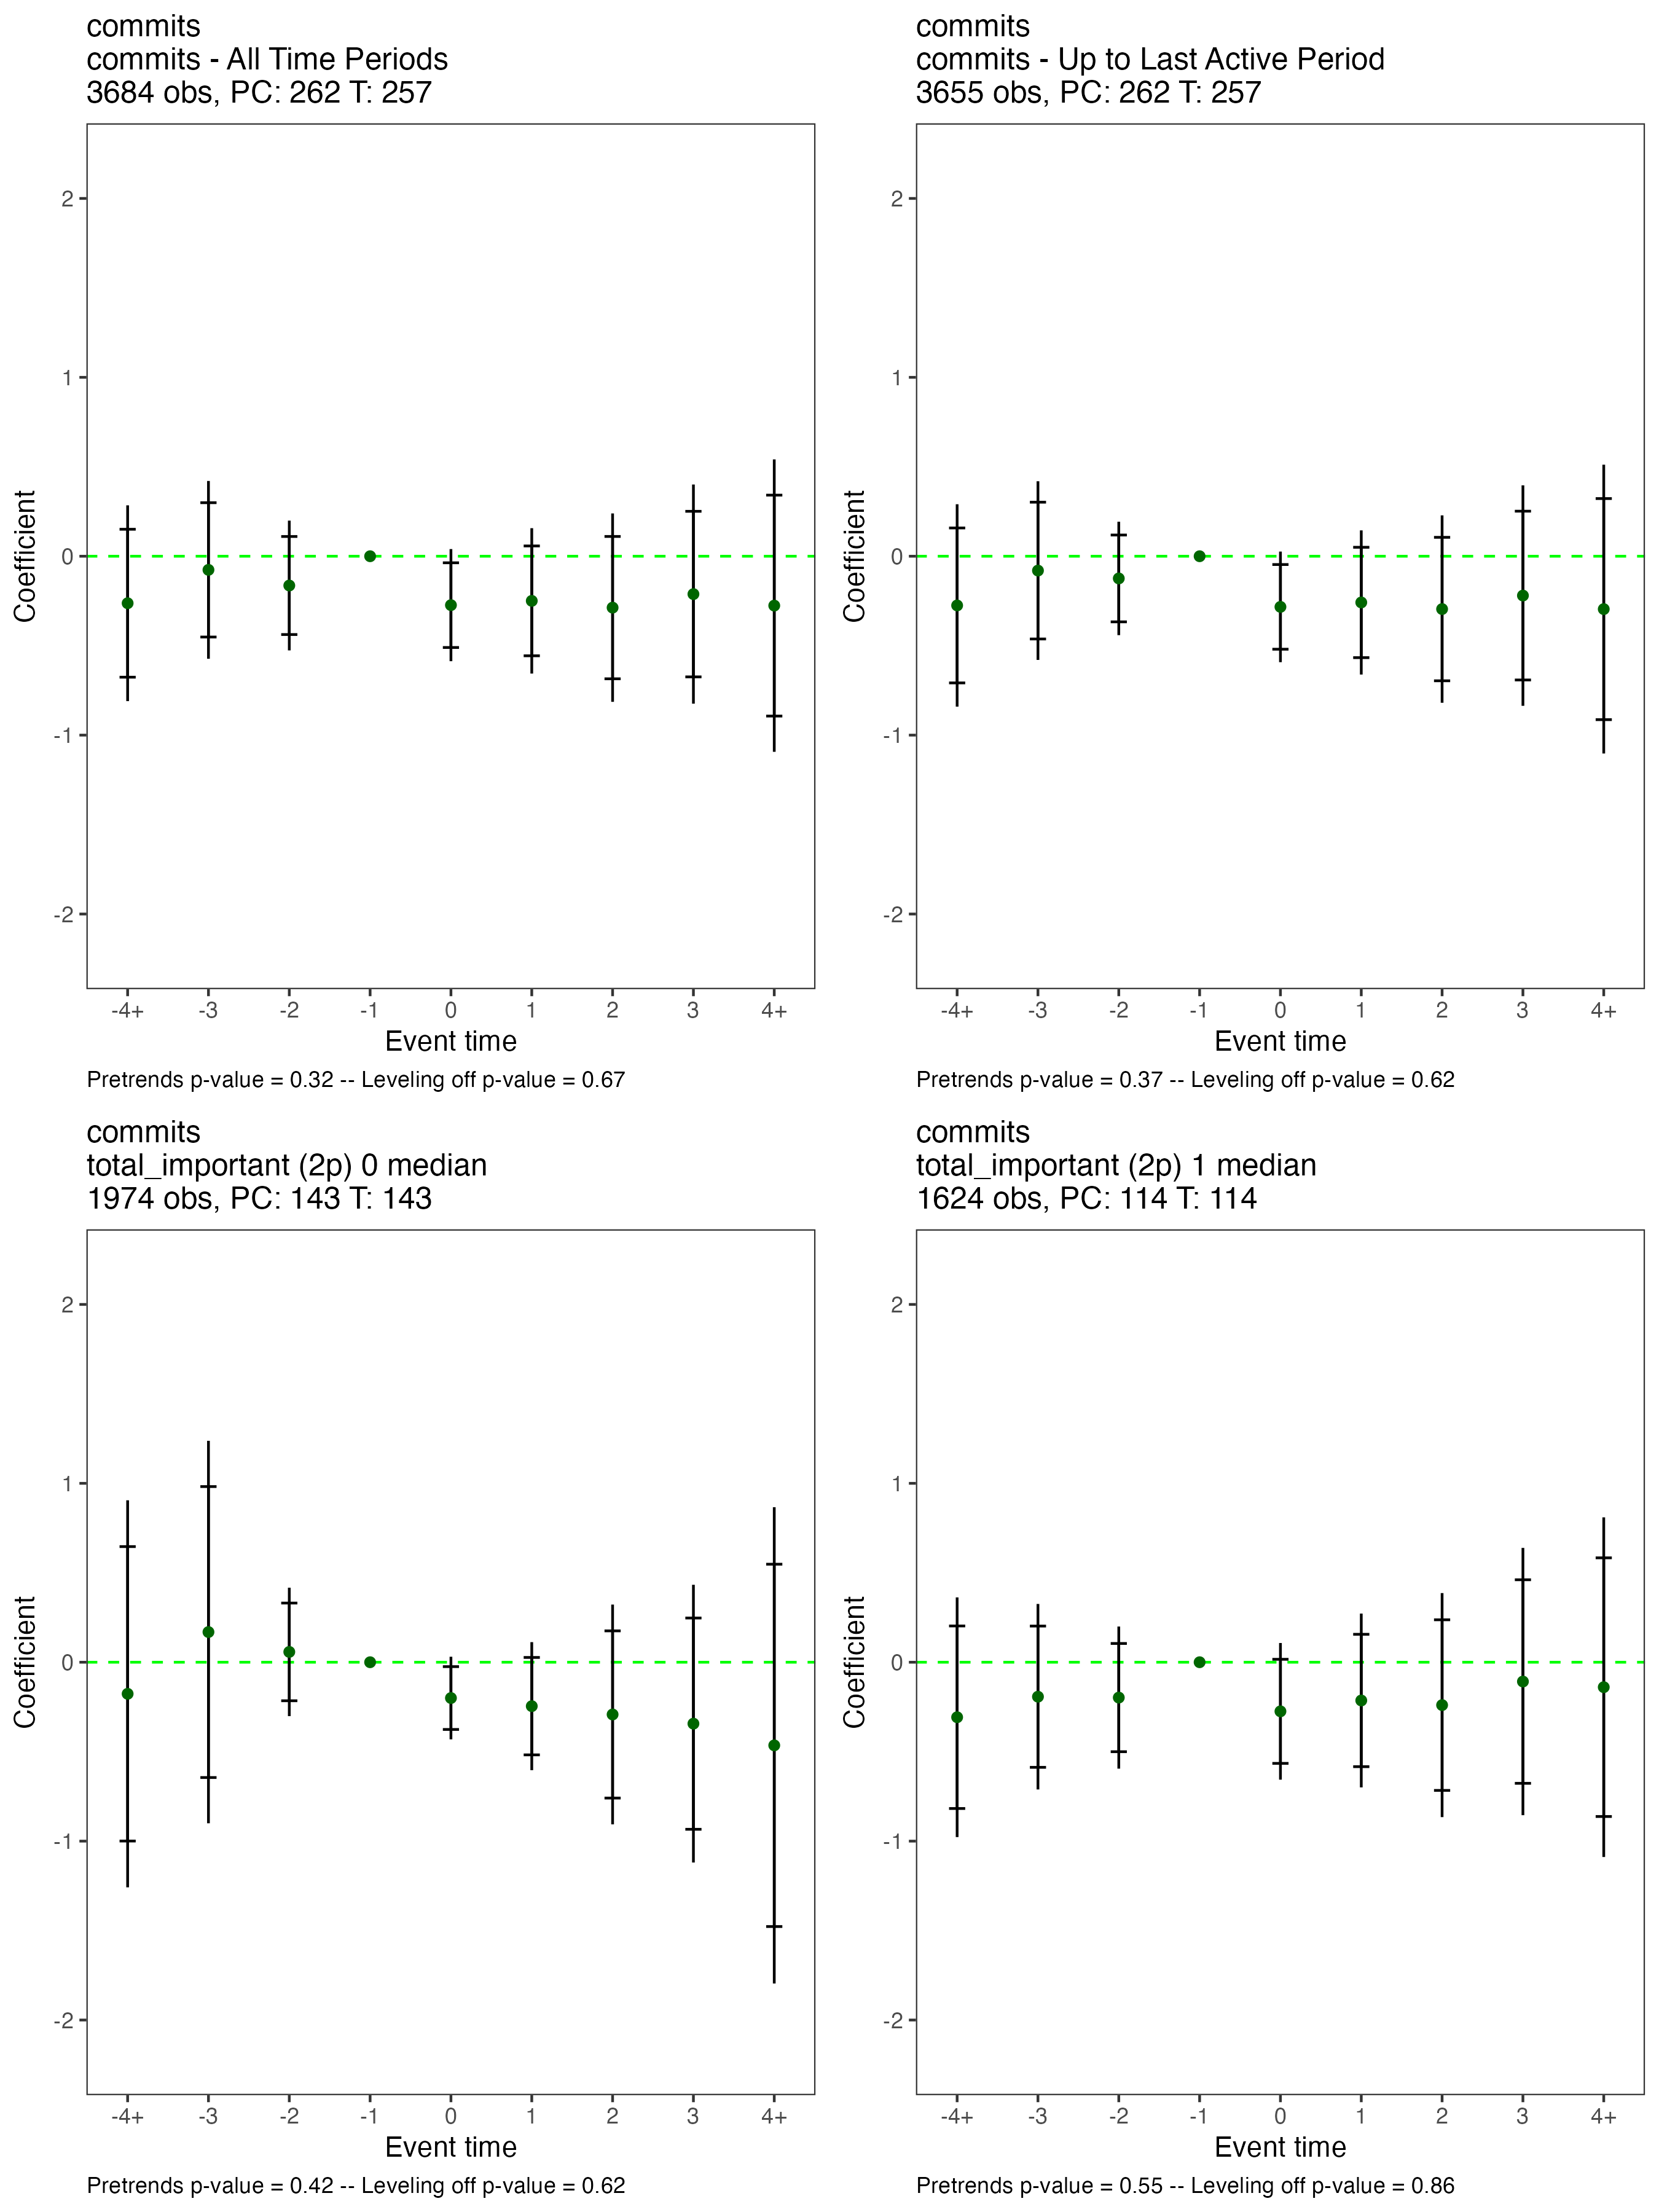 commits
commits - All Time Periods
3684 obs, PC: 262 T: 257
2
1
0
-1
-2
Coefficient
-4+ -3 -2 -1 0 1 2 3 4+
Event time
Pretrends p-value = 0.32 -- Leveling off p-value = 0.67
commits
commits - Up to Last Active Period
3655 obs, PC: 262 T: 257
2
1
0
-1
-2
Coefficient
-4+ -3 -2 -1 0 1 2 3 4+
Event time
Pretrends p-value = 0.37 -- Leveling off p-value = 0.62
commits
total_important (2p) 0 median
1974 obs, PC: 143 T: 143
2
1
0
-1
-2
Coefficient
-4+ -3 -2 -1 0 1 2 3 4+
Event time
Pretrends p-value = 0.42 -- Leveling off p-value = 0.62
commits
total_important (2p) 1 median
1624 obs, PC: 114 T: 114
2
1
0
-1
-2
Coefficient
-4+ -3 -2 -1 0 1 2 3 4+
Event time
Pretrends p-value = 0.55 -- Leveling off p-value = 0.86